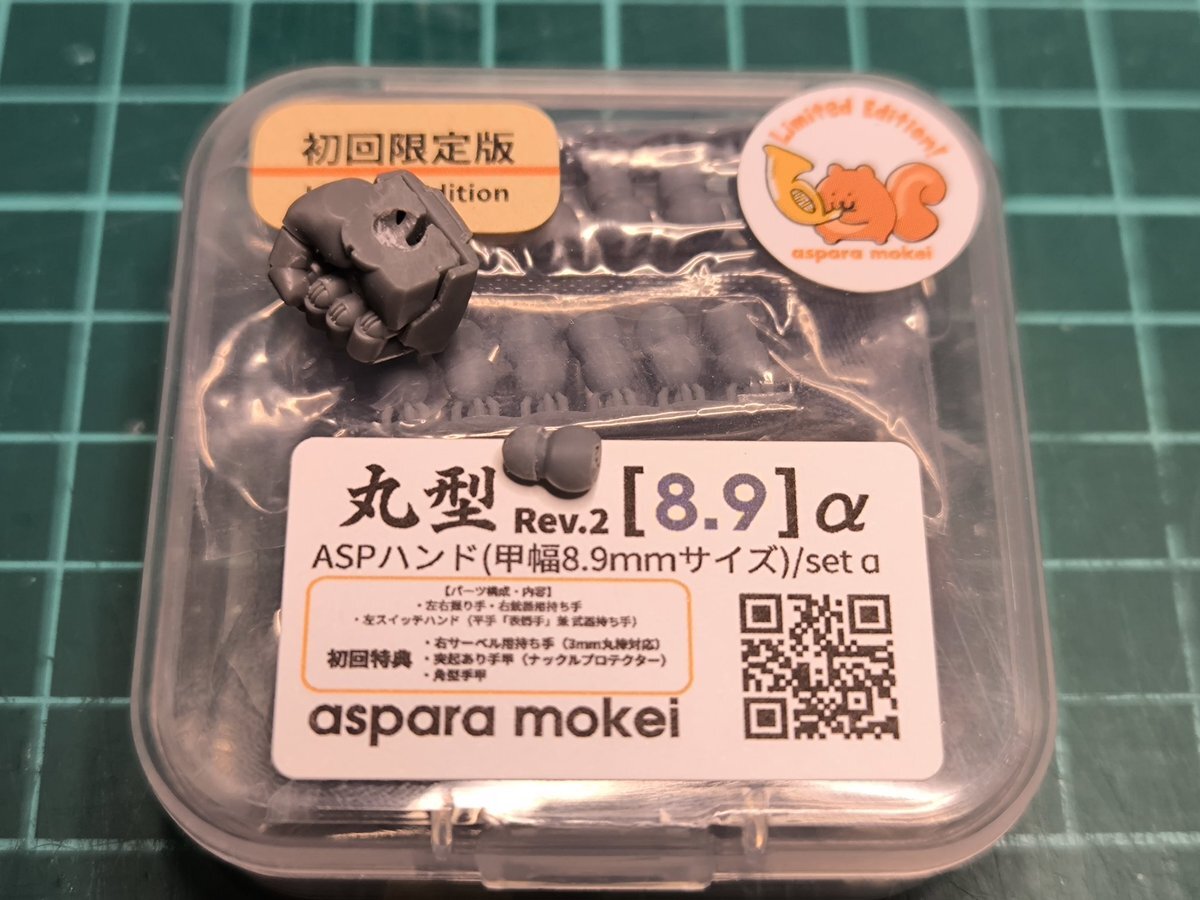 初回限定版
dition
Limited Edition!
aspara mokei
丸型 Rev.2 [8.9] α
ASPハンド(甲幅8.9mmサイズ)/set α
【パーツ構成・内容】
・左右握り手・右銃器用持ち手
・左スイッチハンド（平手「表情手」兼 武器持ち手）
初回特典
・右サーベル用持ち手（3mm丸棒対応）
・突起あり手甲（ナックルプロテクター）
・角型手甲
aspara mokei